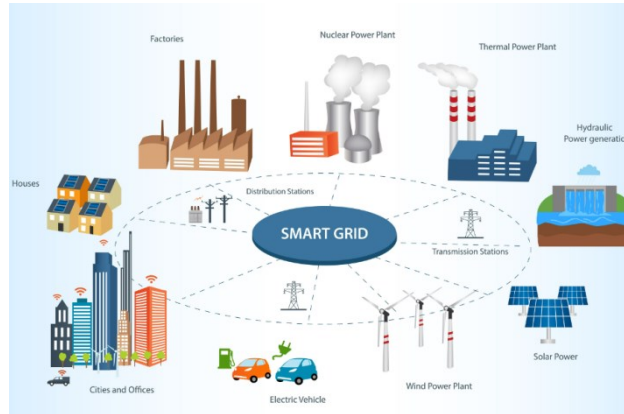 Factories
Nuclear Power Plant
Thermal Power Plant
Hydraulic
Power generatio
Houses
Distribution Stations
SMART GRID
Transmission Stations
Solar Power
Cities and Offices
Electric Vehicle
Wind Power Plant